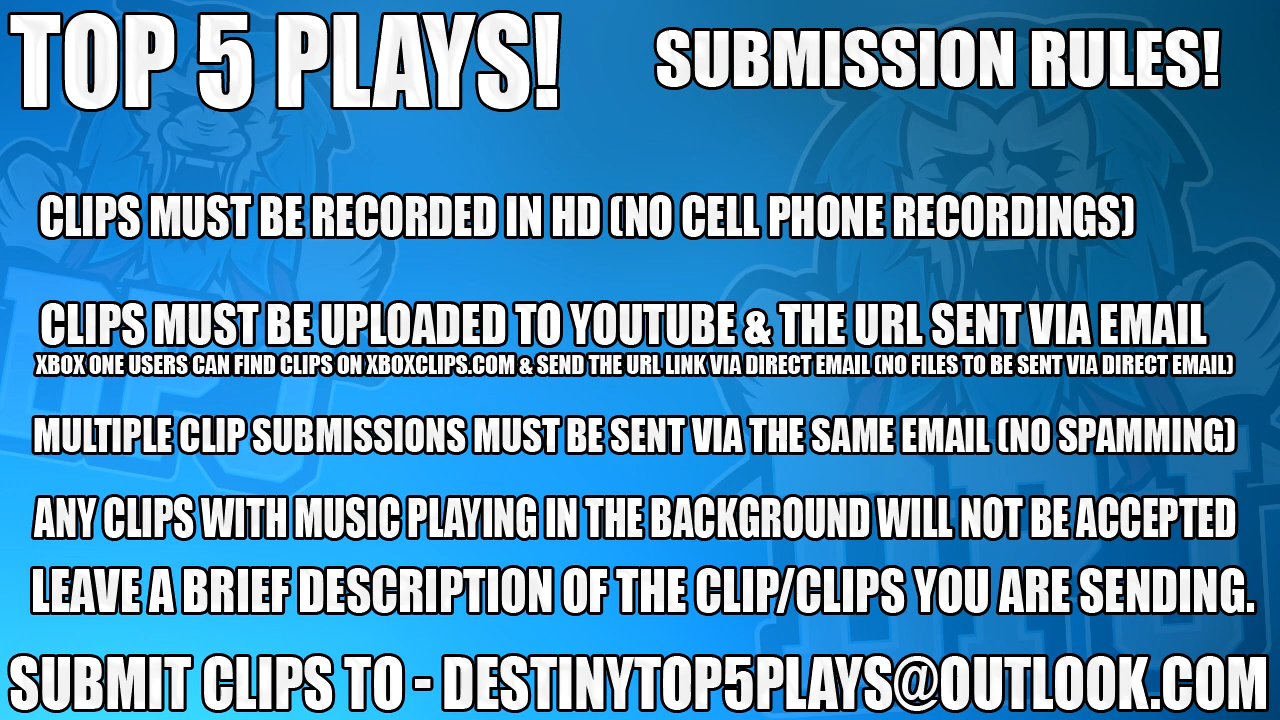 TOP 5 PLAYS!
SUBMISSION RULES!
CLIPS MUST BE RECORDED IN HD (NO CELL PHONE RECORDINGS)
CLIPS MUST BE UPLOADED TO YOUTUBE & THE URL SENT VIA EMAIL
XBOX ONE USERS CAN FIND CLIPS ON XBOXCLIPS.COM & SEND THE URL LINK VIA DIRECT EMAIL (NO FILES TO BE SENT VIA DIRECT EMAIL)
MULTIPLE CLIP SUBMISSIONS MUST BE SENT VIA THE SAME EMAIL (NO SPAMMING)
ANY CLIPS WITH MUSIC PLAYING IN THE BACKGROUND WILL NOT BE ACCEPTED
LEAVE A BRIEF DESCRIPTION OF THE CLIP/CLIPS YOU ARE SENDING.
SUBMIT CLIPS TO - DESTINYTOP5PLAYS@OUTLOOK.COM